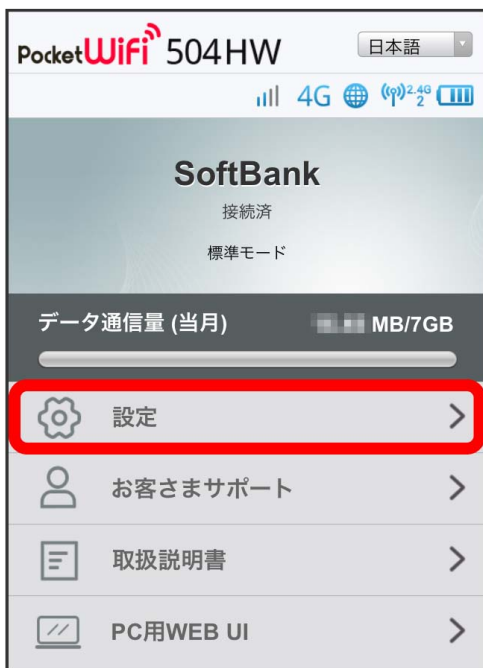 PocketWiFi 504HW
日本語
4G 2.4G 2
SoftBank
接続済
標準モード
データ通信量 (当月) MB/7GB
設定
お客さまサポート
取扱説明書
PC用WEB UI